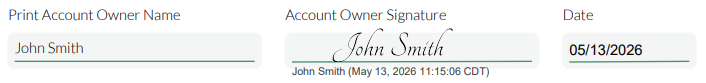 Print Account Owner Name
John Smith
Account Owner Signature
John Smith
John Smith (May 13, 2026 11:15:06 CDT)
Date
05/13/2026